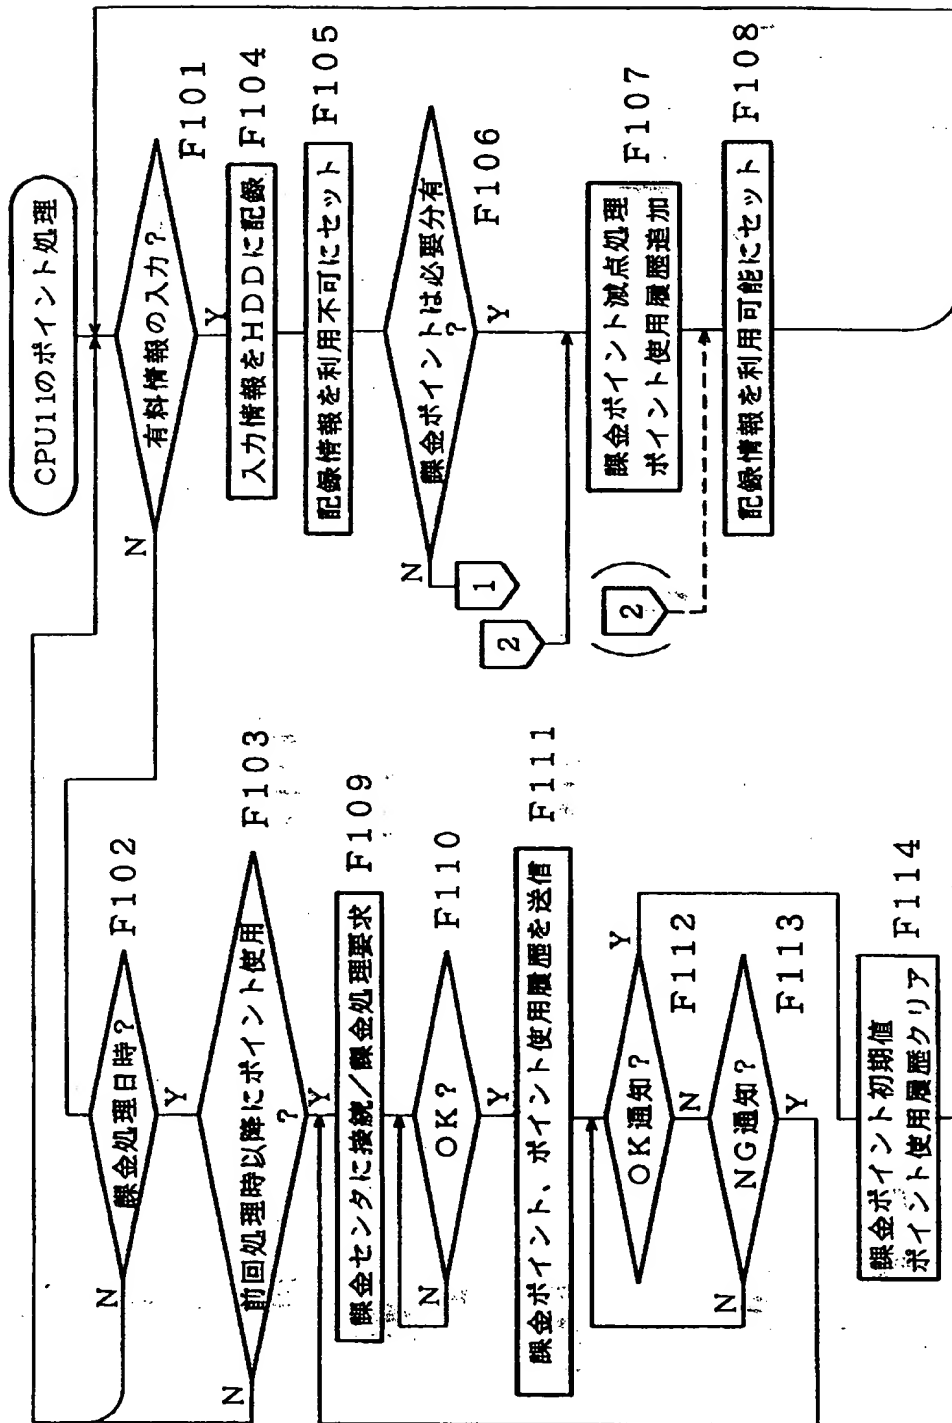 CPU11のポイント処理
有料情報の入力？
F101
N
Y
入力情報をHDDに記録
F104
記録情報を利用不可にセット
F105
課金ポイントは必要分有
？
F106
N
Y
1
2
課金ポイント減点処理
ポイント使用履歴追加
F107
(2)
記録情報を利用可能にセット
F108
課金処理日時？
F102
N
Y
前回処理時以降にポイント使用
？
F103
N
Y
課金センタに接続／課金処理要求
F109
OK？
F110
N
Y
課金ポイント、ポイント使用履歴を送信
F111
OK通知？
F112
Y
N
NG通知？
F113
N
Y
課金ポイント初期値
ポイント使用履歴クリア
F114